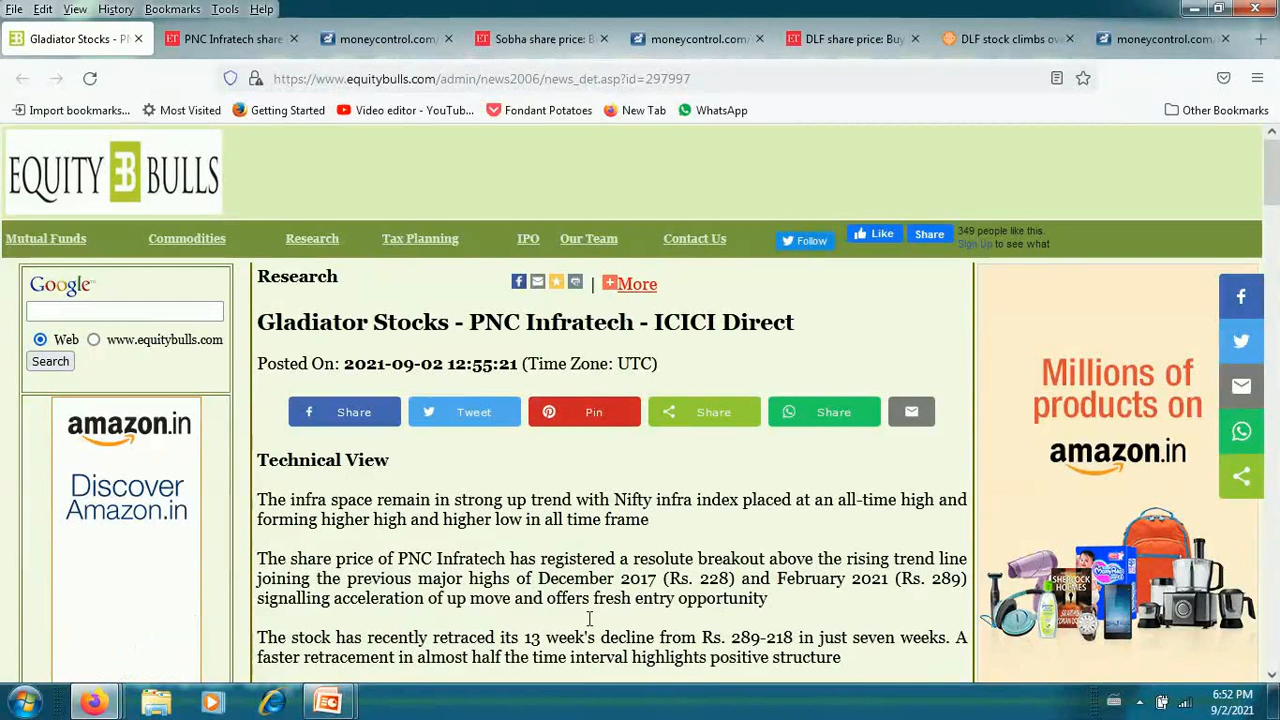 File Edit View History Bookmarks Tools Help
Gladiator Stocks - PN
PNC Infratech share
moneycontrol.com/
Sobha share price: B
moneycontrol.com/
DLF share price: Buy
DLF stock climbs ov
moneycontrol.com/
https://www.equitybulls.com/admin/news2006/news_det.asp?id=297997
Import bookmarks... Most Visited Getting Started Video editor - YouTub... Fondant Potatoes New Tab WhatsApp Other Bookmarks
EQUITY BULLS
Mutual Funds Commodities Research Tax Planning IPO Our Team Contact Us Follow Like Share 349 people like this.
Sign Up to see what
Google
Web www.equitybulls.com
Search
amazon.in
Discover
Amazon.in
Research | More
Gladiator Stocks - PNC Infratech - ICICI Direct
Posted On: 2021-09-02 12:55:21 (Time Zone: UTC)
Share Tweet Pin Share Share
Technical View
The infra space remain in strong up trend with Nifty infra index placed at an all-time high and
forming higher high and higher low in all time frame
The share price of PNC Infratech has registered a resolute breakout above the rising trend line
joining the previous major highs of December 2017 (Rs. 228) and February 2021 (Rs. 289)
signalling acceleration of up move and offers fresh entry opportunity
The stock has recently retraced its 13 week's decline from Rs. 289-218 in just seven weeks. A
faster retracement in almost half the time interval highlights positive structure
Millions of
products on
amazon.in
SHERLOCK
HOLMES
6:52 PM
9/2/2021